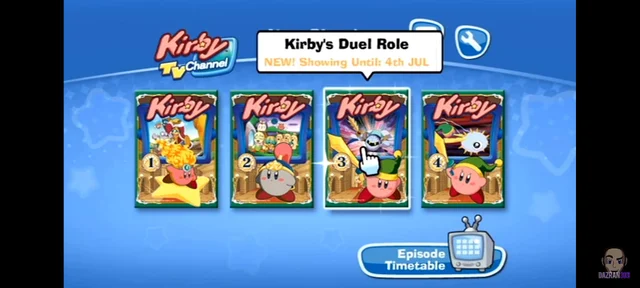 Kirby's Duel Role
NEW! Showing Until: 4th JUL
Kirby
TV Channel
Kirby
Kirby
Kirby
Kirby
1
2
3
4
Episode
Timetable